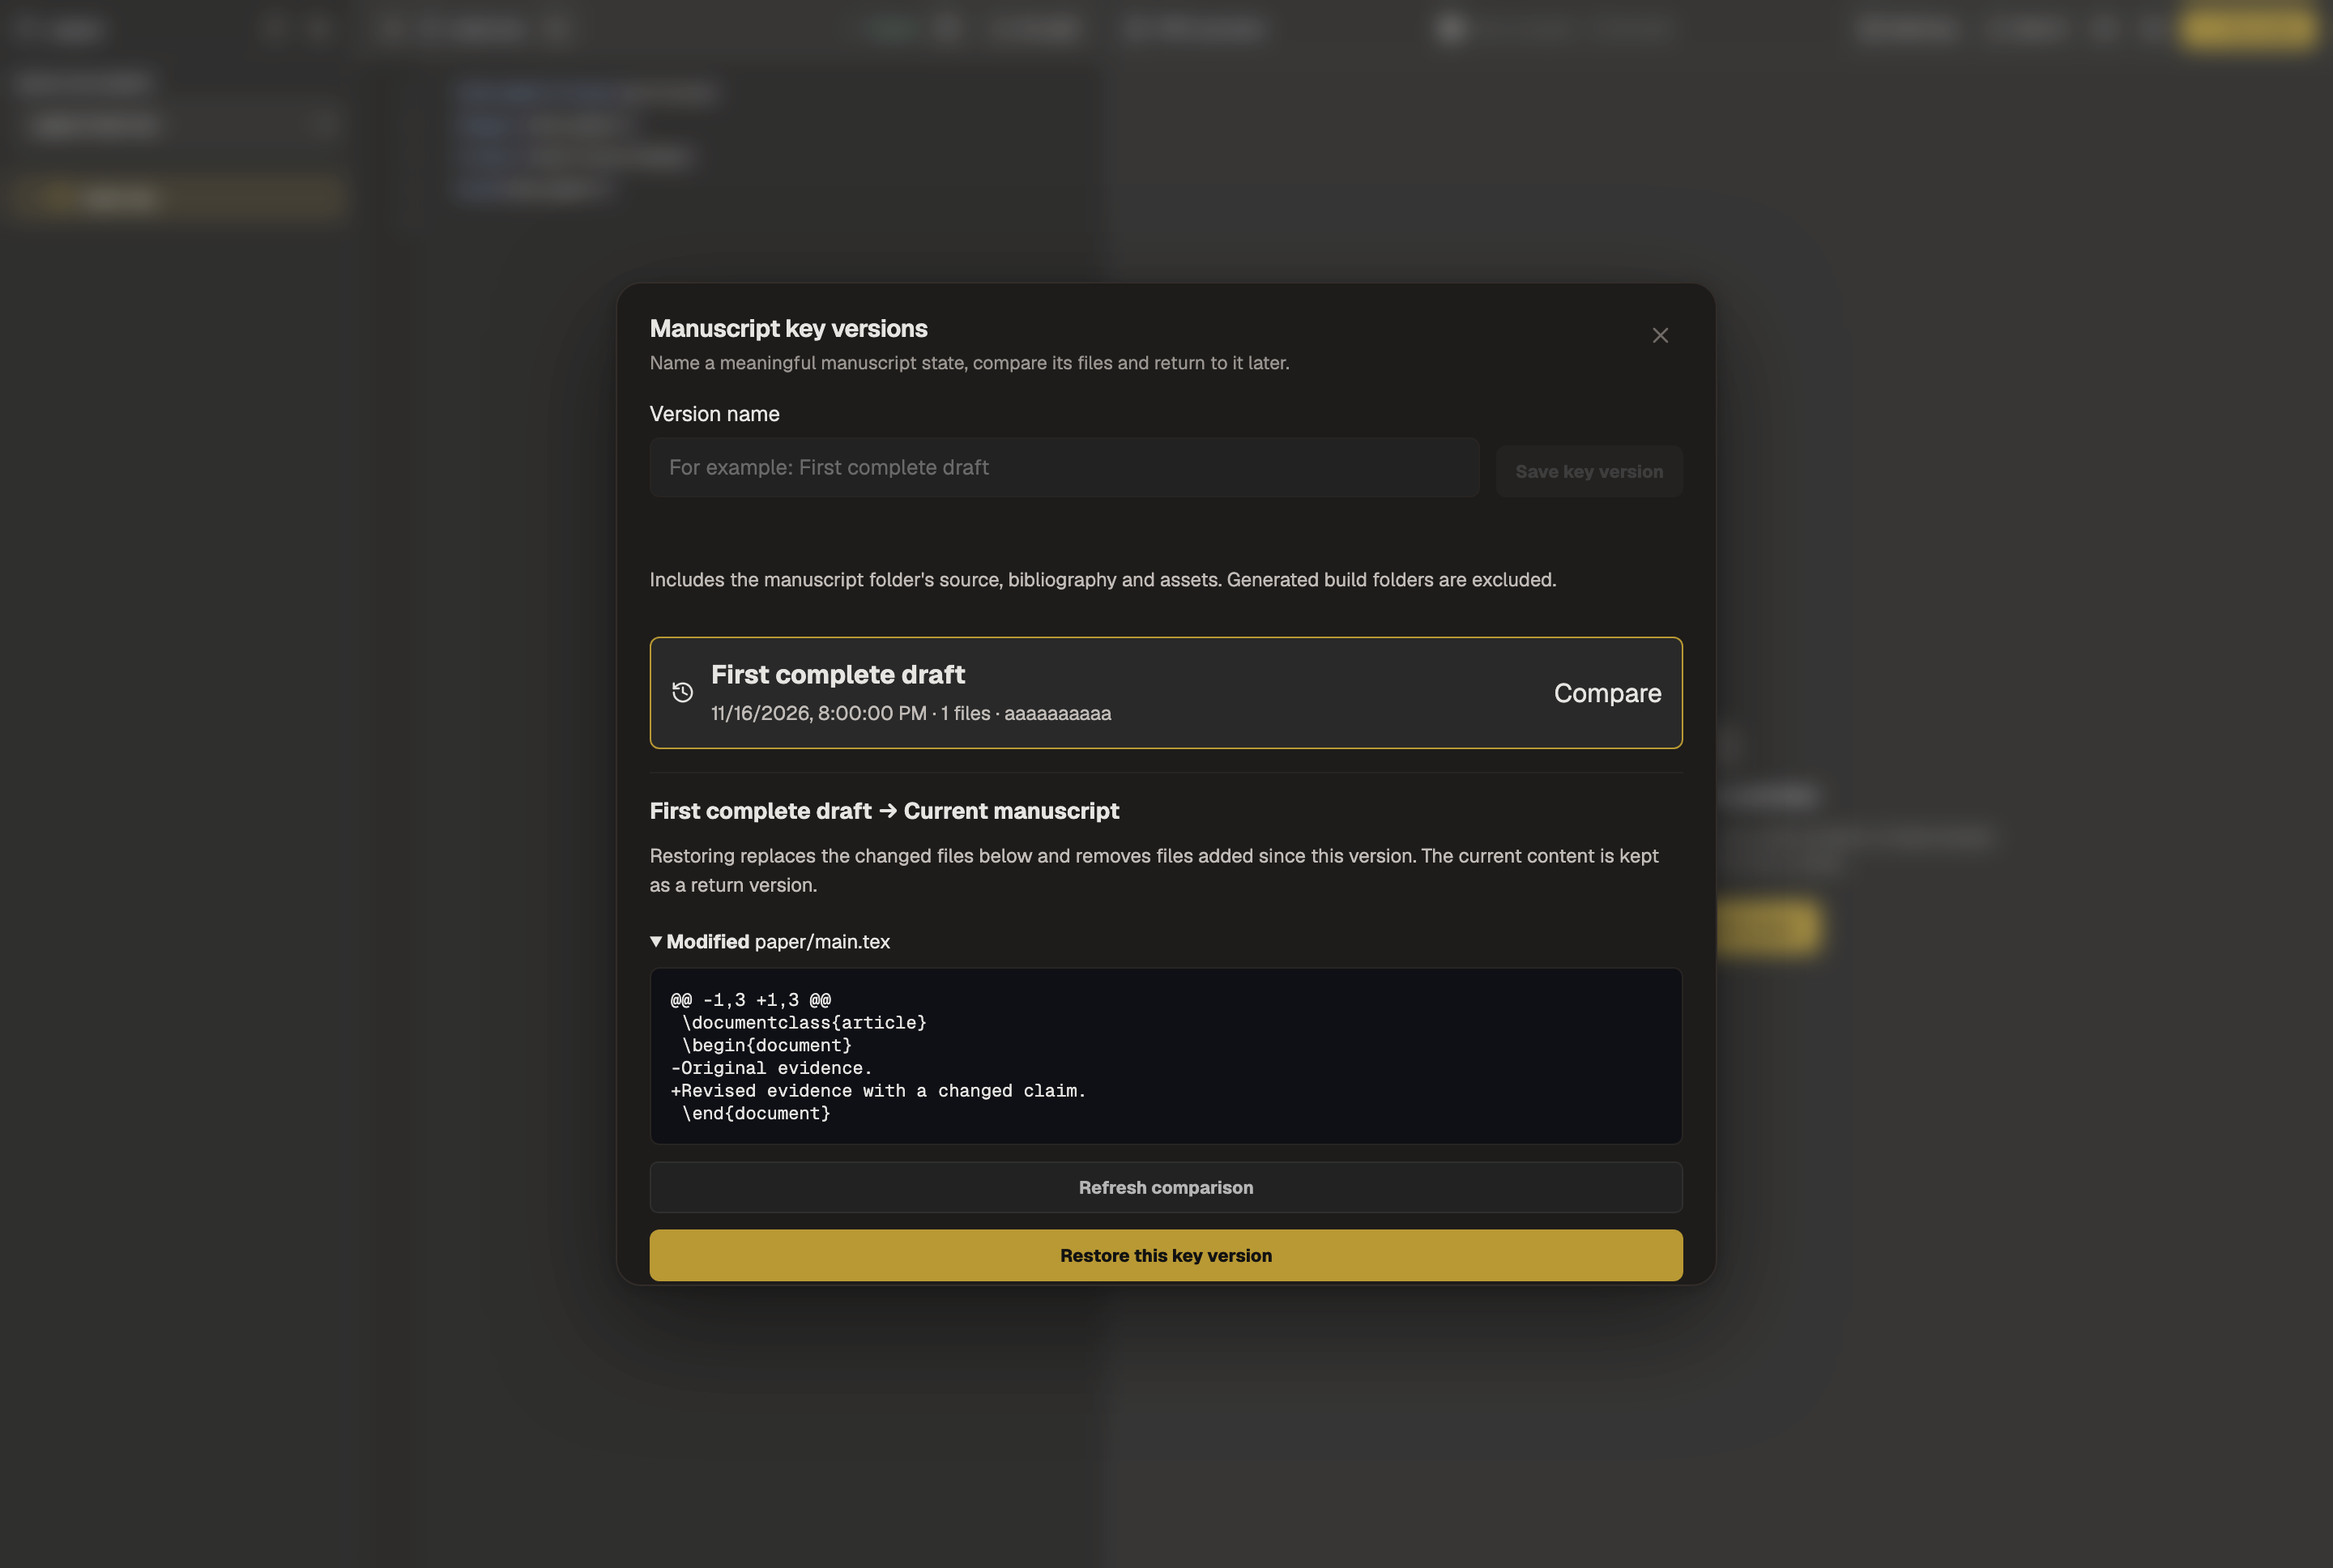 Manuscript key versions
Name a meaningful manuscript state, compare its files and return to it later.
Version name
For example: First complete draft
Save key version
Includes the manuscript folder's source, bibliography and assets. Generated build folders are excluded.
First complete draft
11/16/2026, 8:00:00 PM · 1 files · aaaaaaaaaa
Compare
First complete draft → Current manuscript
Restoring replaces the changed files below and removes files added since this version. The current content is kept
as a return version.
▼ Modified paper/main.tex
@@ -1,3 +1,3 @@
 \documentclass{article}
 \begin{document}
-Original evidence.
+Revised evidence with a changed claim.
 \end{document}
Refresh comparison
Restore this key version